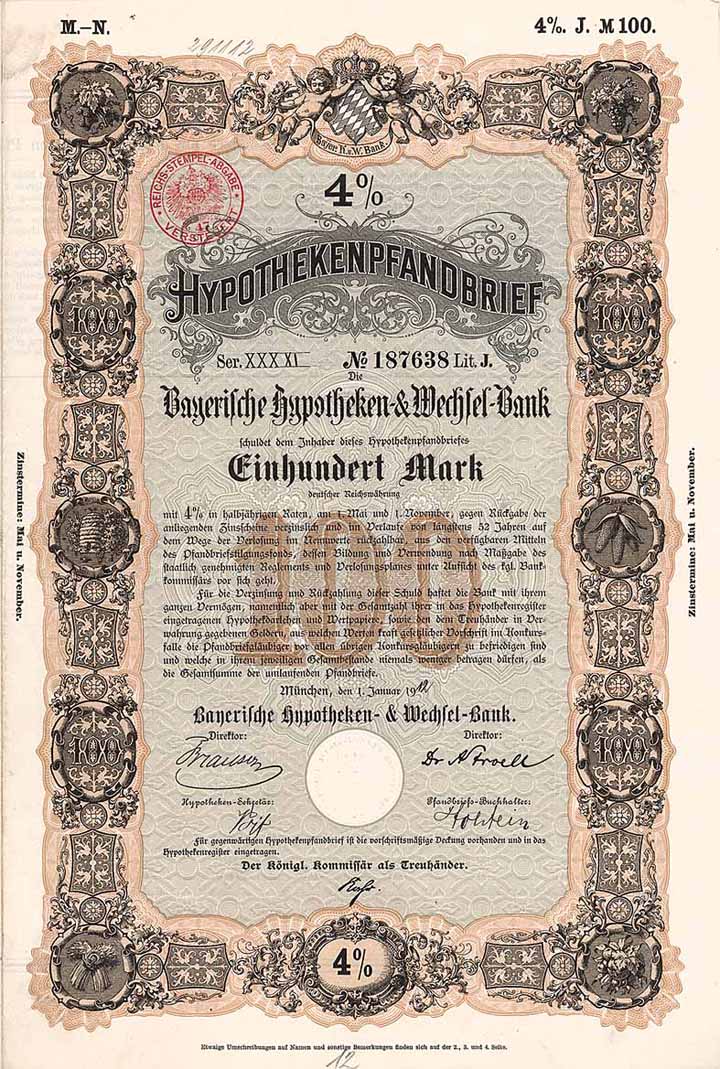 M.–N.
4%. J. M 100.
291112
Bayer. H. u. W. Bank
REICHS-STEMPEL-ABGABE
VERSTEUERT
4%
HYPOTHEKENPFANDBRIEF
Ser. XXXXI No 187638 Lit. J.
Die
Bayerische Hypotheken- & Wechsel-Bank
schuldet dem Inhaber dieses Hypothekenpfandbriefes
Einhundert Mark
deutscher Reichswährung
mit 4% in halbjährigen Raten, am 1. Mai und 1. November, gegen Rückgabe der
anliegenden Zinscheine verzinslich und im Verlaufe von längstens 52 Jahren auf
dem Wege der Verlosung im Nennwerte rückzahlbar, aus den verfügbaren Mitteln
des Pfandbrieftilgungsfonds, dessen Bildung und Verwendung nach Maßgabe des
staatlich genehmigten Reglements und Verlosungsplanes unter Aufsicht des kgl. Bank-
kommissärs vor sich geht.
Für die Verzinsung und Rückzahlung dieser Schuld haftet die Bank mit ihrem
ganzen Vermögen, namentlich aber mit der Gesamtzahl ihrer in das Hypothekenregister
eingetragenen Hypothekdarlehen und Wertpapiere, sowie den dem Treuhänder in Ver-
wahrung gegebenen Geldern, aus welchen Werten kraft gesetzlicher Vorschrift im Konkurs-
falle die Pfandbriefgläubiger vor allen übrigen Konkursgläubigern zu befriedigen sind
und welche in ihrem jeweiligen Gesamtbestande niemals weniger betragen dürfen, als
die Gesamtsumme der umlaufenden Pfandbriefe.
100
München, den 1. Januar 1912
Bayerische Hypotheken- & Wechsel-Bank.
Direktor: Direktor:
Hypotheken-Sekretär: Pfandbriefs-Buchhalter:
Holstein
Für gegenwärtigen Hypothekenpfandbrief ist die vorschriftsmäßige Deckung vorhanden und in das
Hypothekenregister eingetragen.
Der Königl. Kommissär als Treuhänder.
100
100
100
100
Zinstermine: Mai u. November.
Zinstermine: Mai u. November.
4%
Etwaige Umschreibungen auf Namen und sonstige Bemerkungen finden sich auf der 2., 3. und 4. Seite.
12